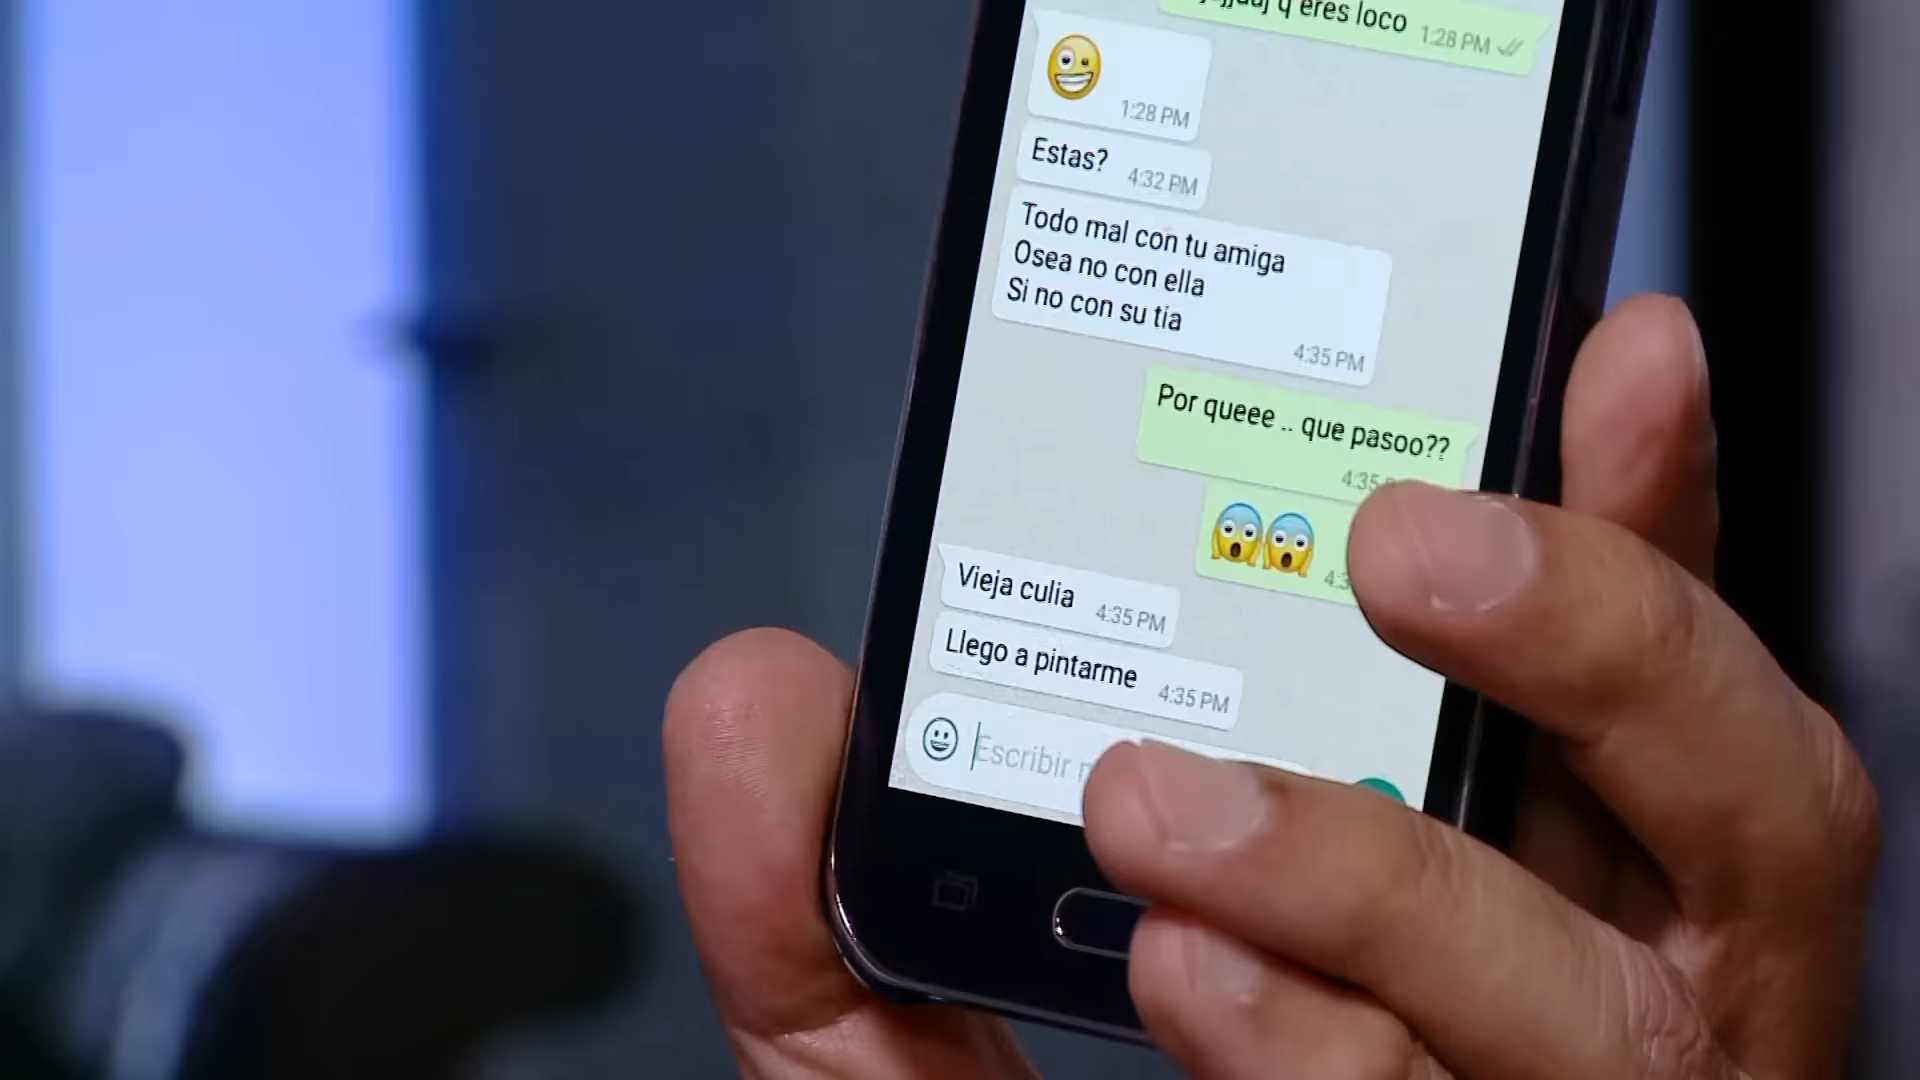 q eres loco
1:28 PM
1:28 PM
Estas?
4:32 PM
Todo mal con tu amiga
Osea no con ella
Si no con su tia
4:35 PM
Por queee .. que pasoo??
4:35
Vieja culia
4:35 PM
Llego a pintarme
4:35 PM
Escribir